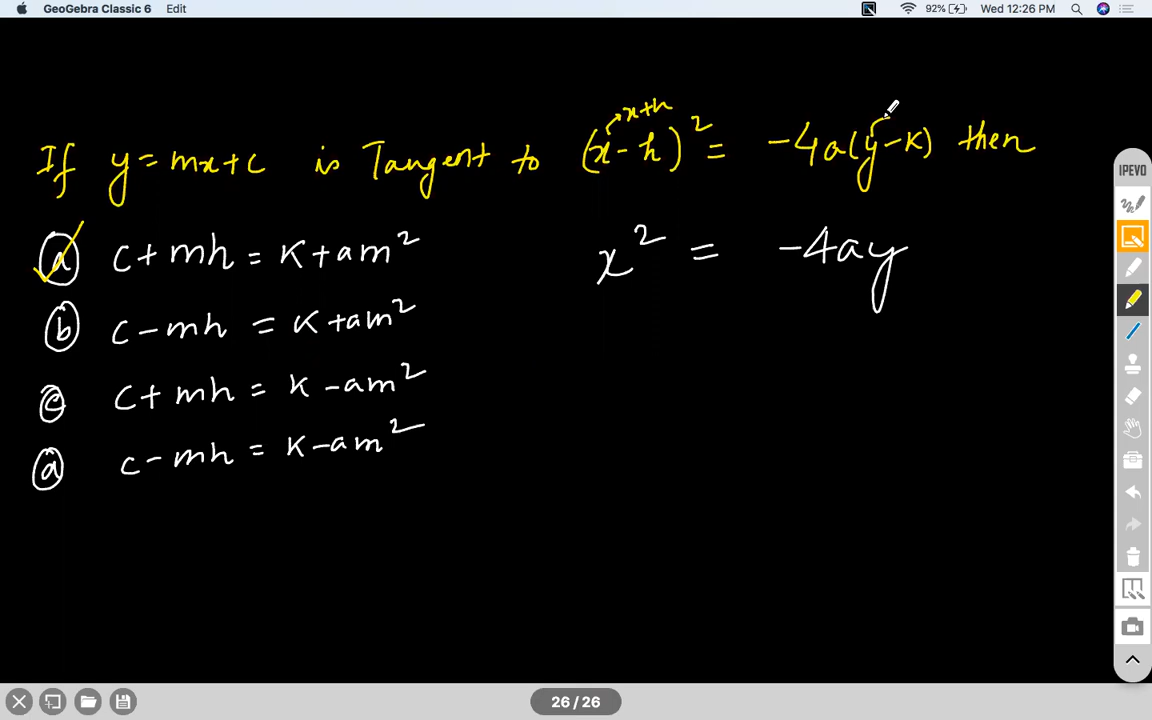 GeoGebra Classic 6 Edit 92% Wed 12:26 PM
x+h
If y = mx+c is Tangent to (x-h)² = -4a(y-K) then
(a) c+mh = K+am² x² = -4ay
(b) c-mh = K+am²
(c) c+mh = K-am²
(d) c-mh = K-am²
IPEVO
26/26